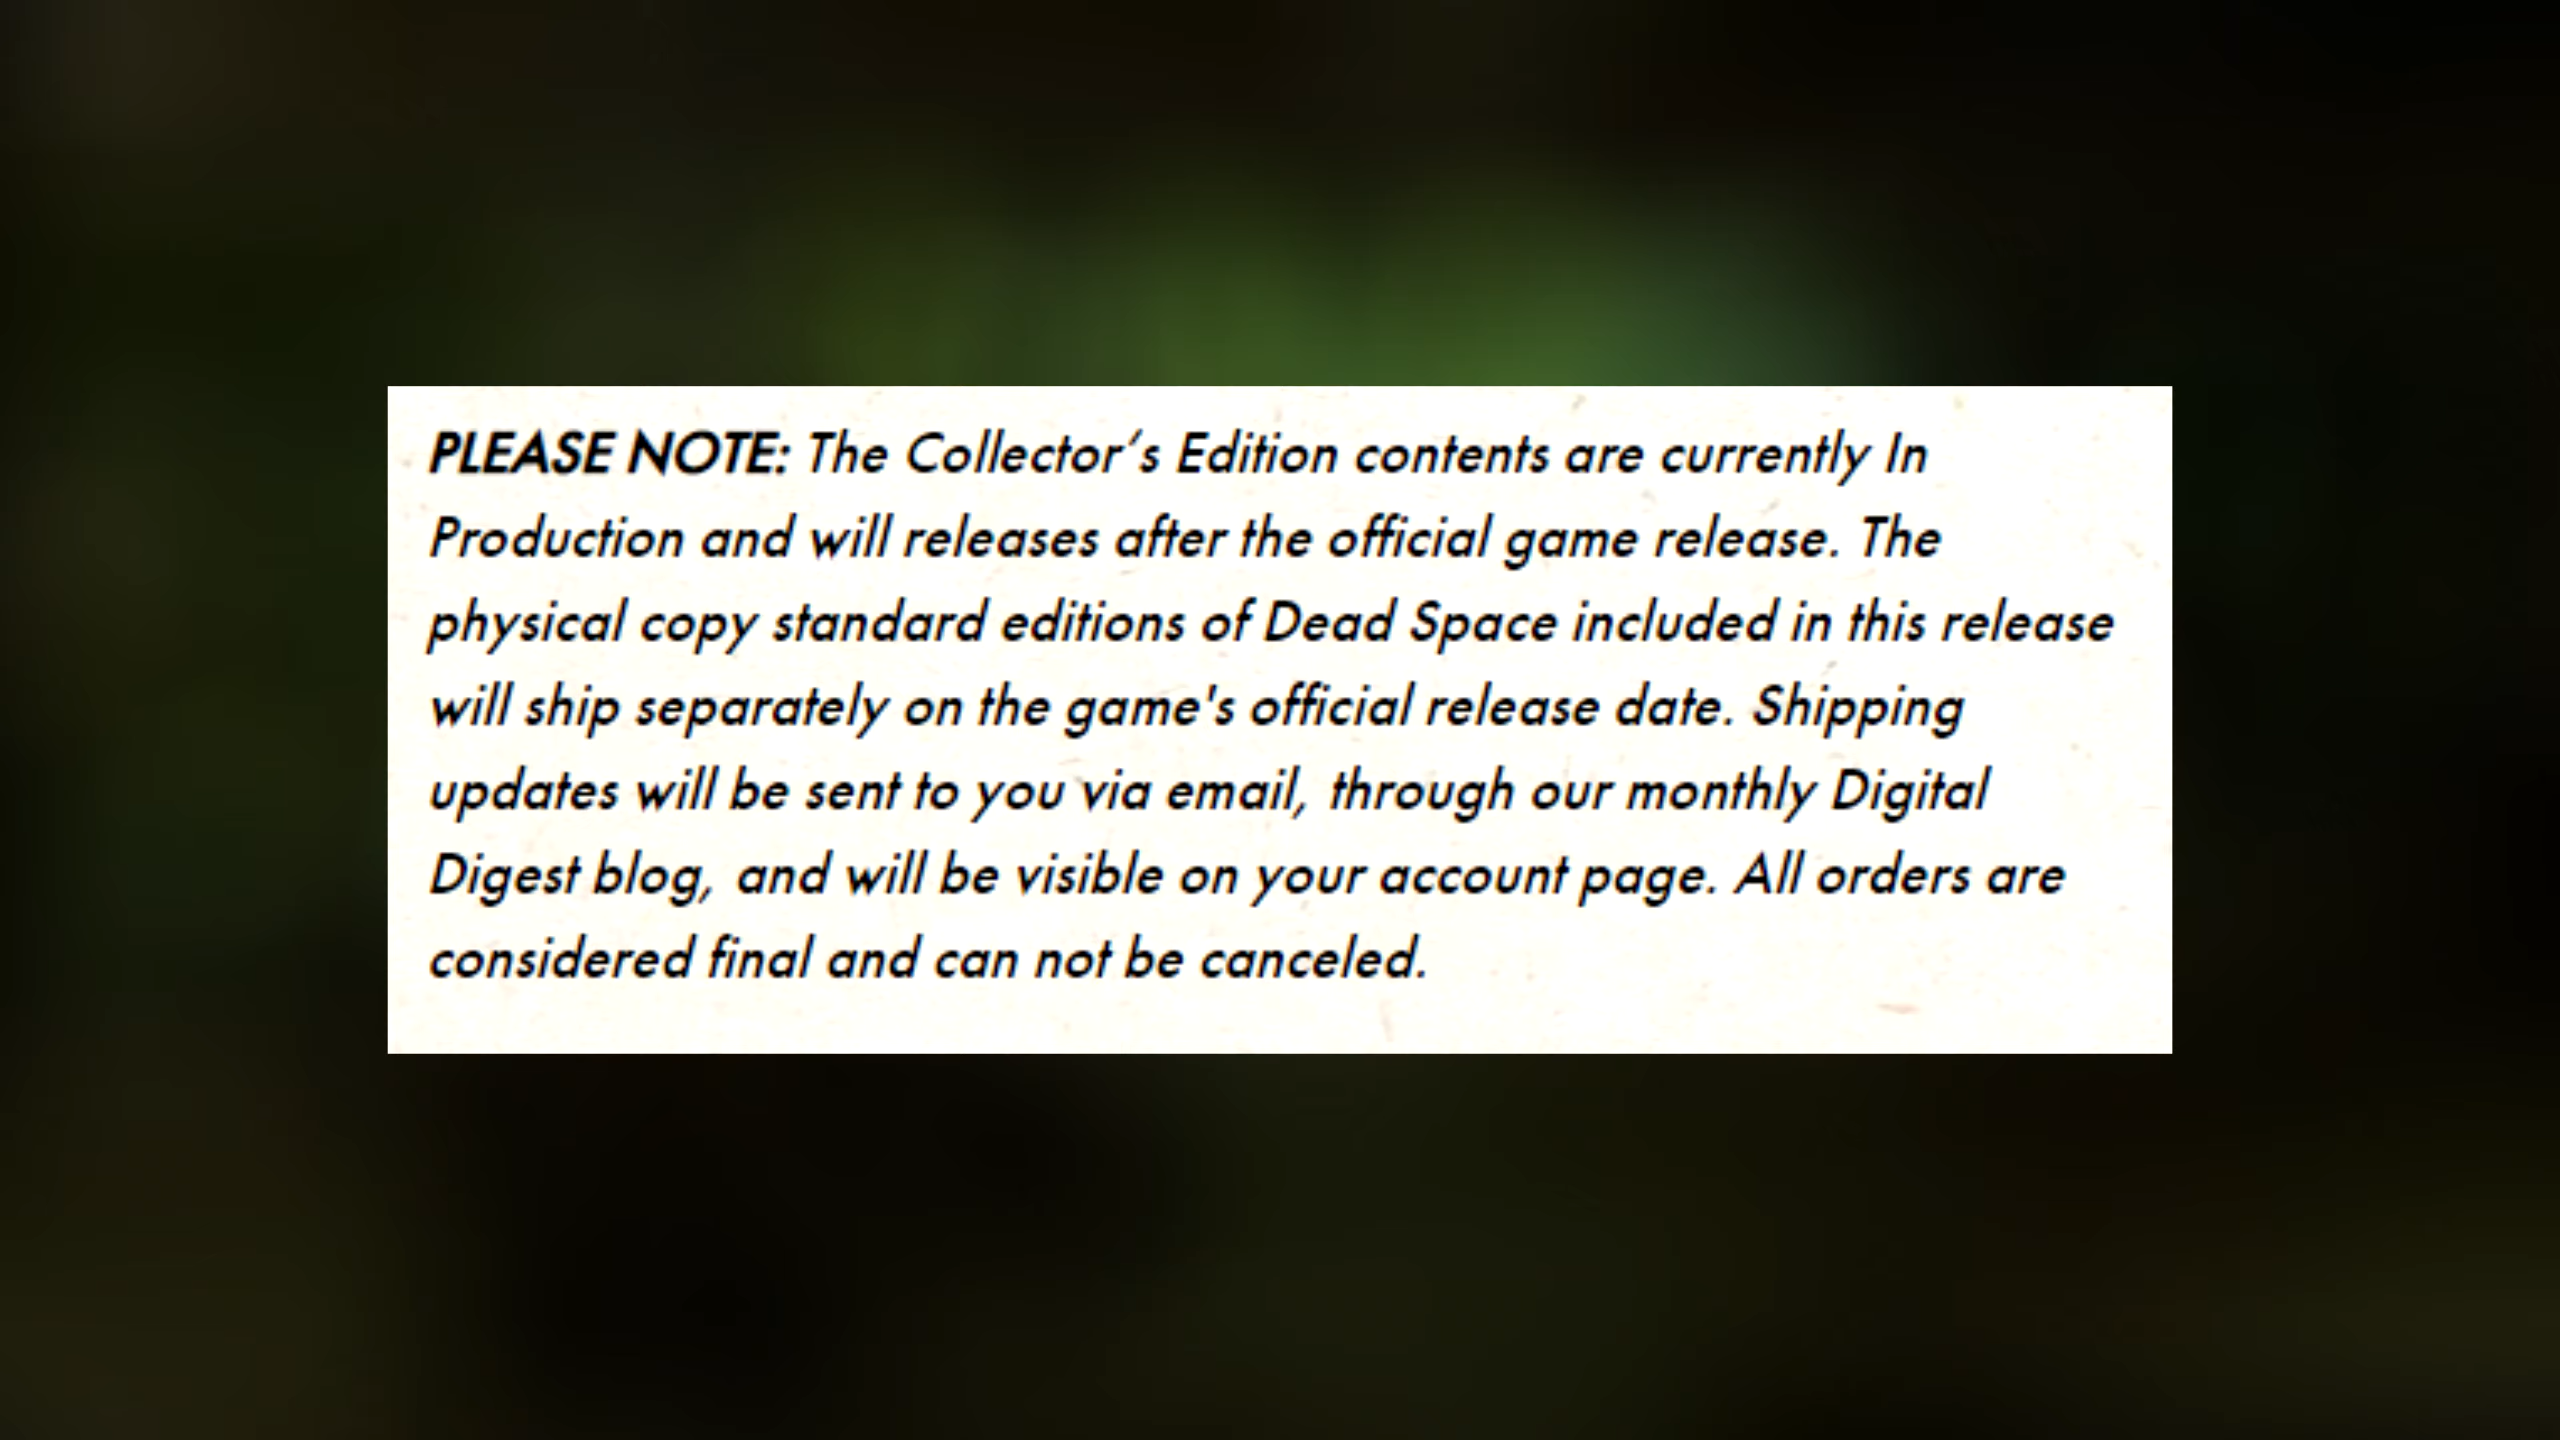 PLEASE NOTE: The Collector’s Edition contents are currently In
Production and will releases after the official game release. The
physical copy standard editions of Dead Space included in this release
will ship separately on the game's official release date. Shipping
updates will be sent to you via email, through our monthly Digital
Digest blog, and will be visible on your account page. All orders are
considered final and can not be canceled.